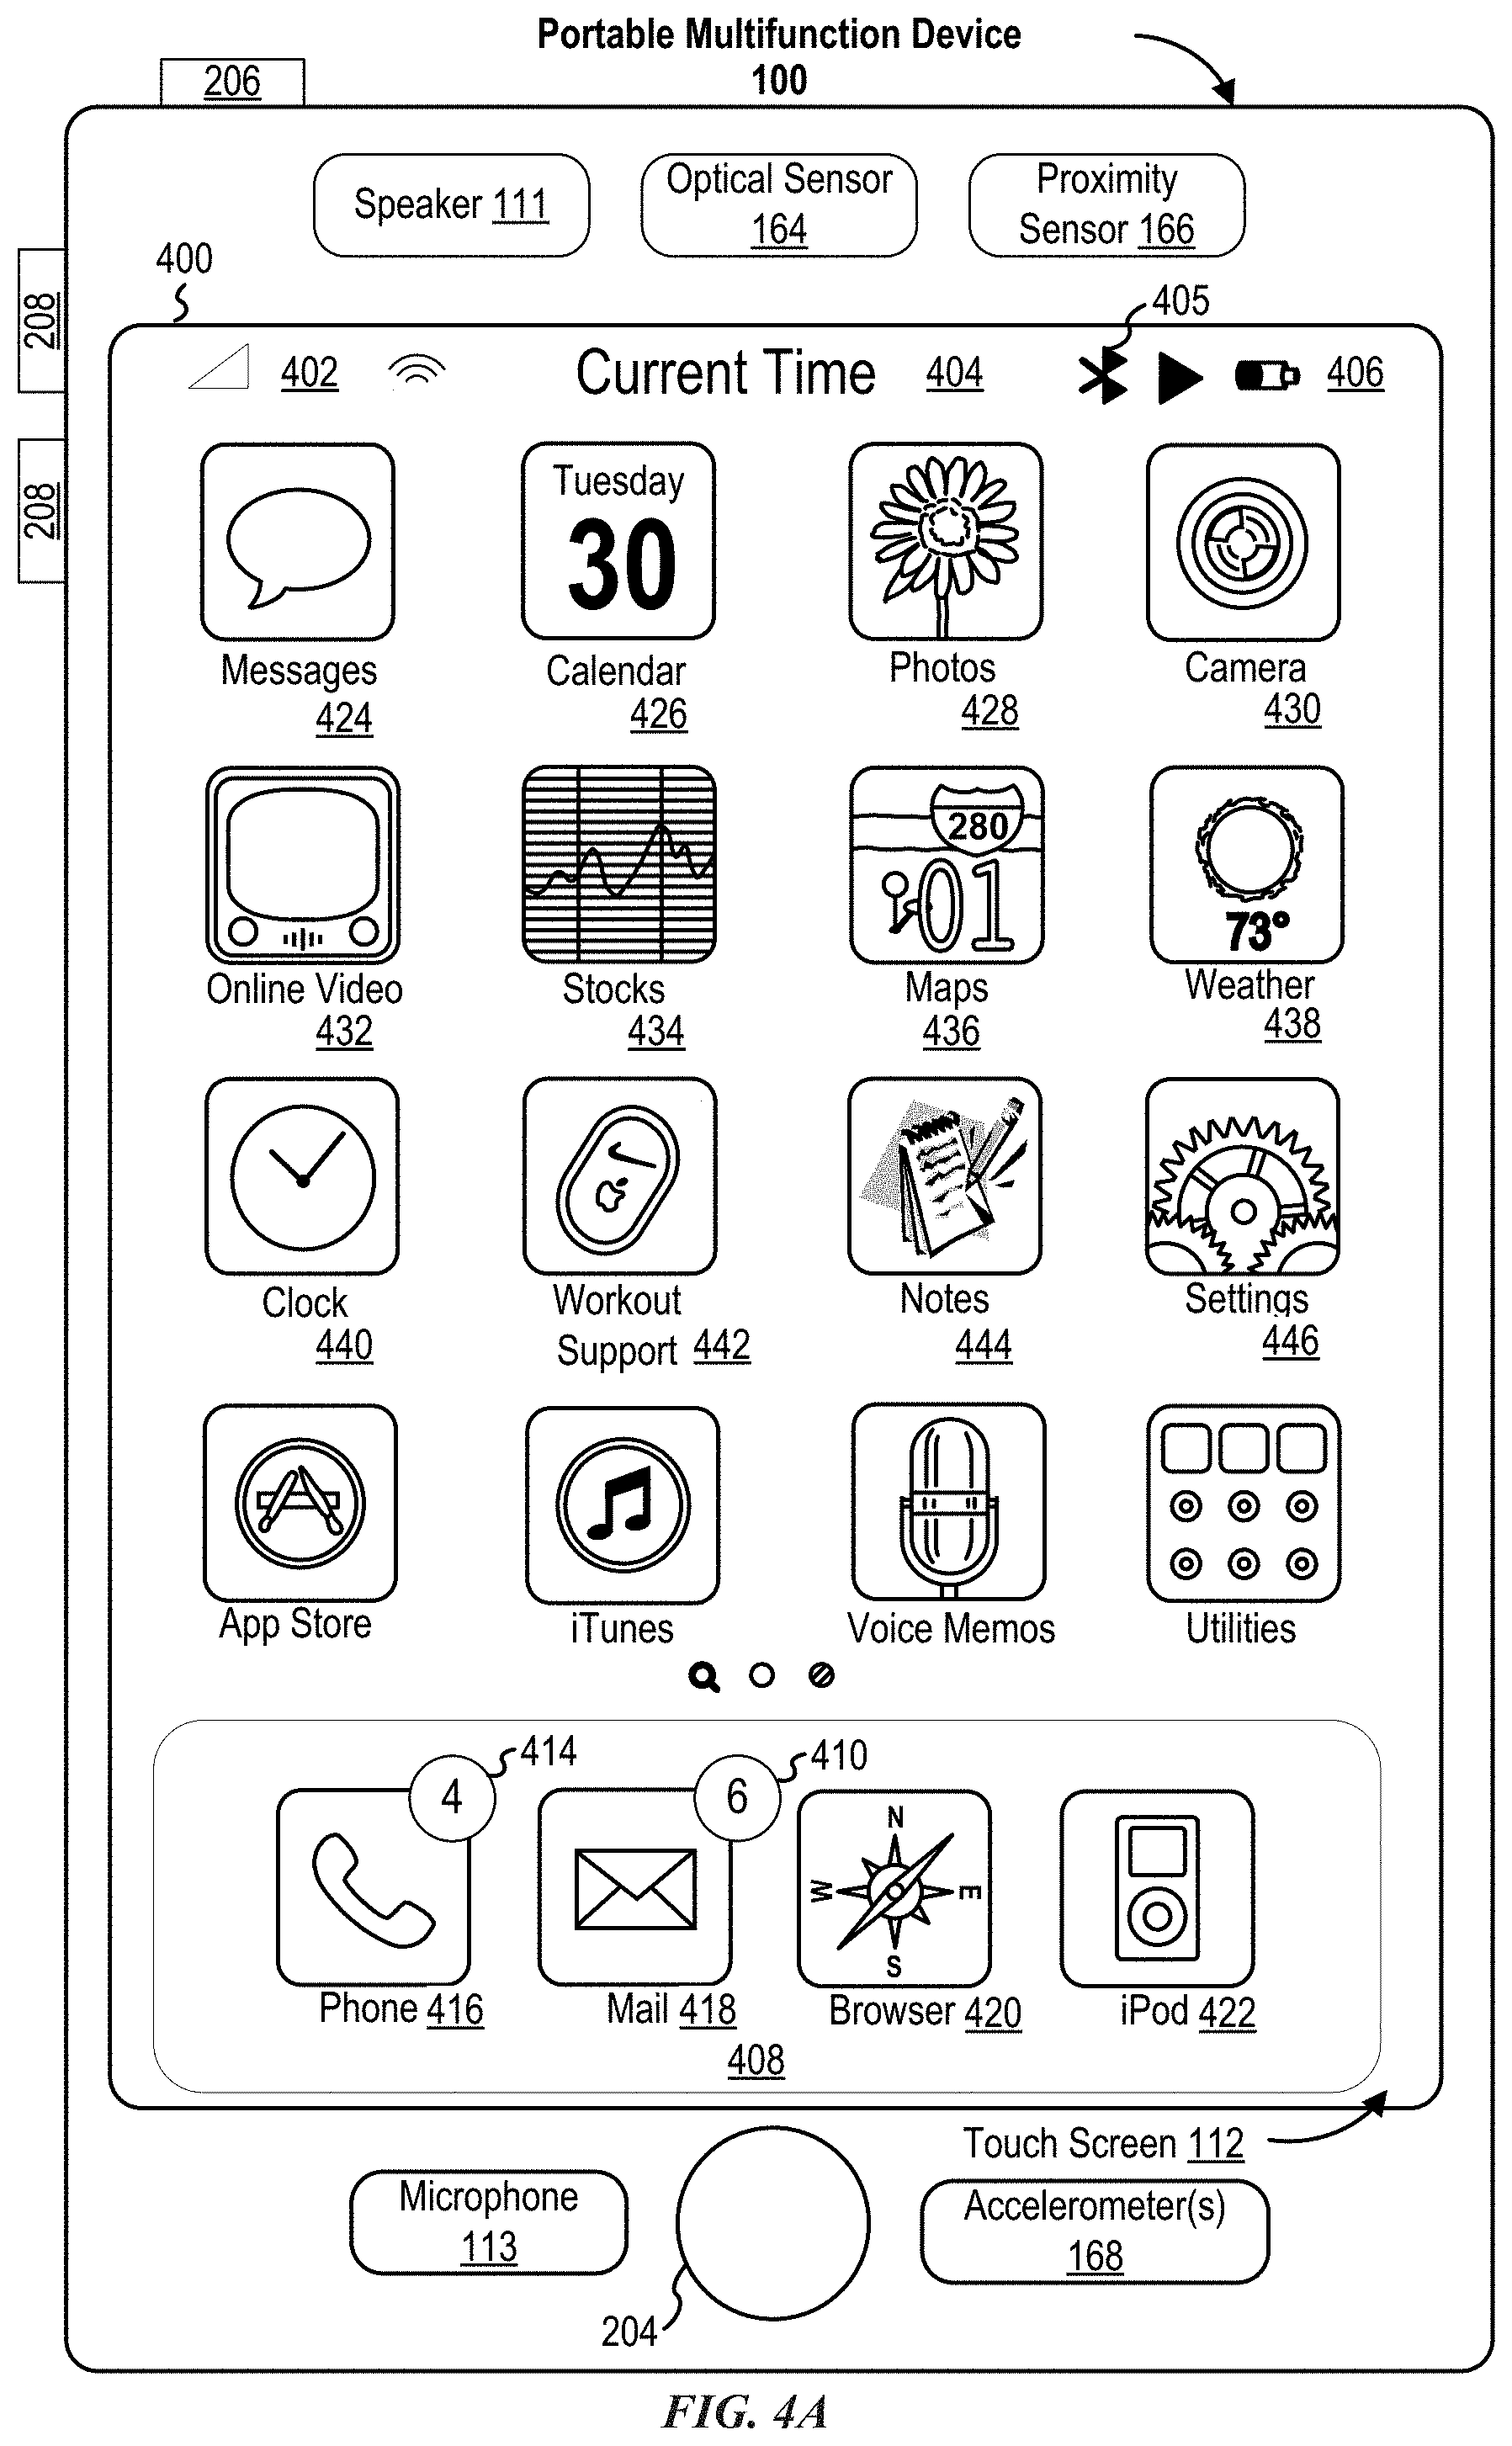 Portable Multifunction Device
100
206
Speaker 111
Optical Sensor
164
Proximity
Sensor 166
400
208
405
402
Current Time
404
406
208
Tuesday
30
Messages
424
Calendar
426
Photos
428
Camera
430
280
01
73°
Online Video
432
Stocks
434
Maps
436
Weather
438
Clock
440
Workout
Support 442
Notes
444
Settings
446
App Store
iTunes
Voice Memos
Utilities
4
414
6
410
N
W
E
S
Phone 416
Mail 418
Browser 420
iPod 422
408
Touch Screen 112
Microphone
113
Accelerometer(s)
168
204
FIG. 4A